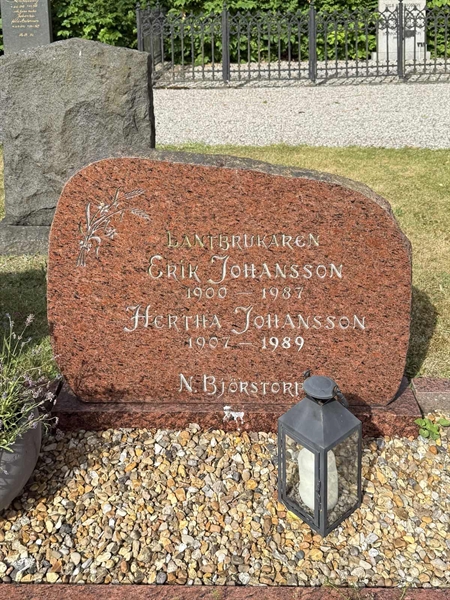 LANTBRUKAREN
ERIK JOHANSSON
1900 — 1987
HERTHA JOHANSSON
1907 — 1989
N. BJÖRSTORP